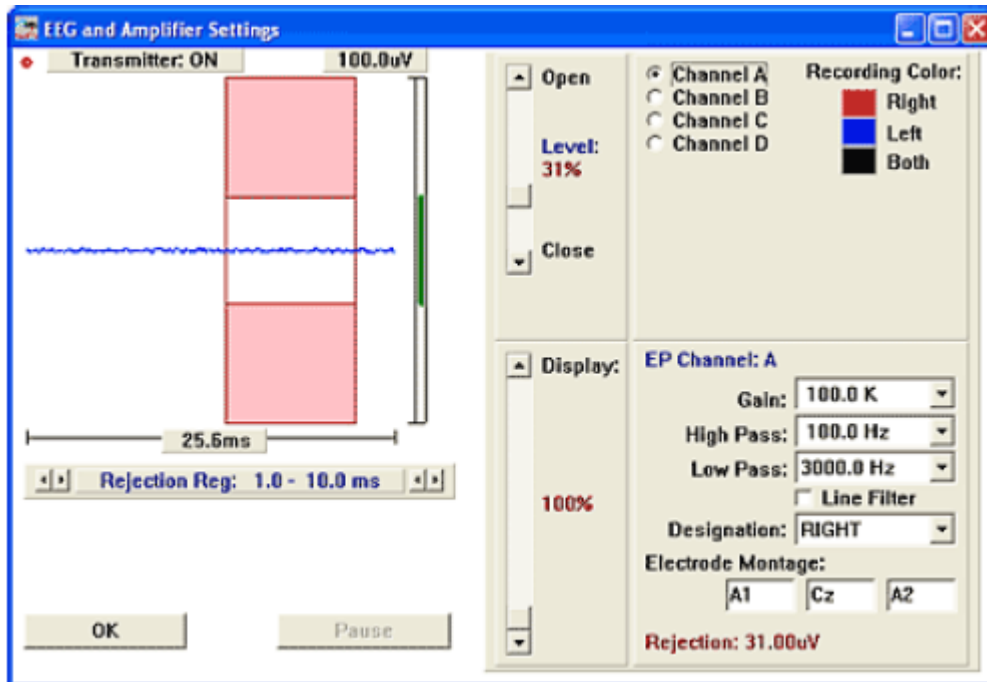 EEG and Amplifier Settings
Transmitter: ON
100.0uV
25.6ms
Rejection Reg: 1.0 - 10.0 ms
OK
Pause
Open
Level:
31%
Close
Display:
100%
Channel A
Channel B
Channel C
Channel D
Recording Color:
Right
Left
Both
EP Channel: A
Gain: 100.0 K
High Pass: 100.0 Hz
Low Pass: 3000.0 Hz
Line Filter
Designation: RIGHT
Electrode Montage:
A1 Cz A2
Rejection: 31.00uV